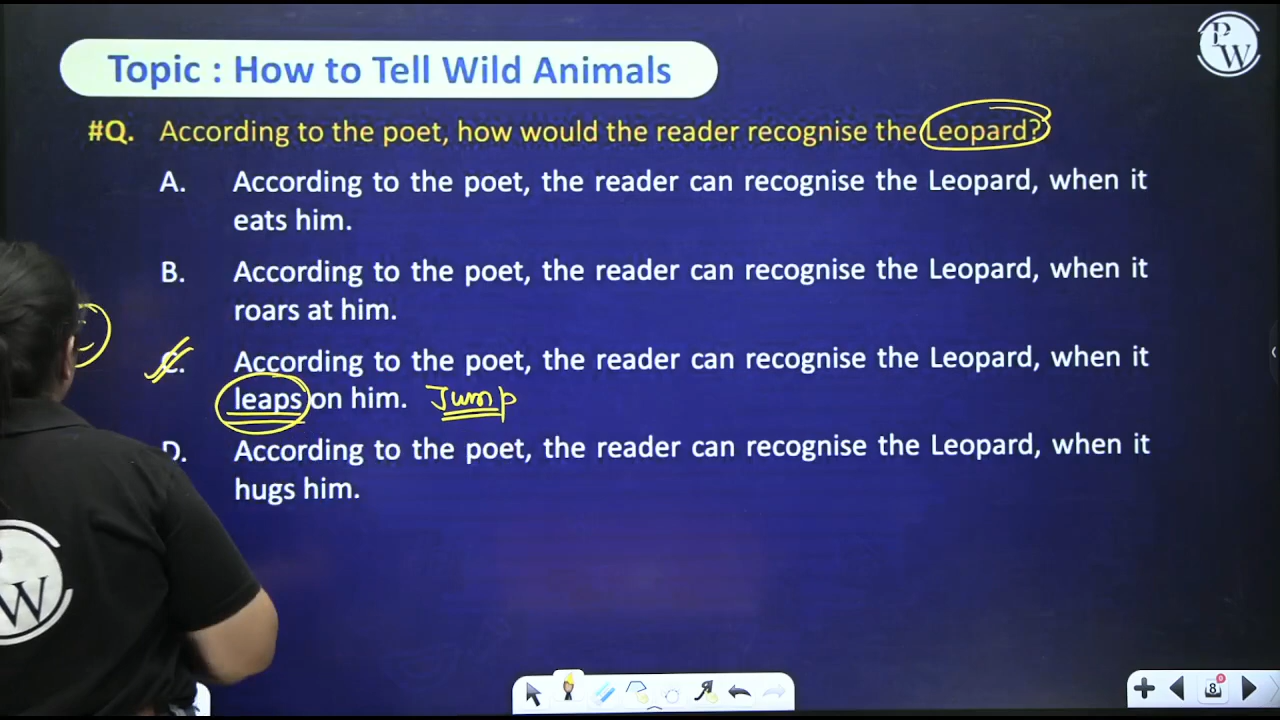 P
W
Topic : How to Tell Wild Animals
#Q. According to the poet, how would the reader recognise the Leopard?
A. According to the poet, the reader can recognise the Leopard, when it
eats him.
B. According to the poet, the reader can recognise the Leopard, when it
roars at him.
C. According to the poet, the reader can recognise the Leopard, when it
leaps on him. Jump
D. According to the poet, the reader can recognise the Leopard, when it
hugs him.
P
W
8